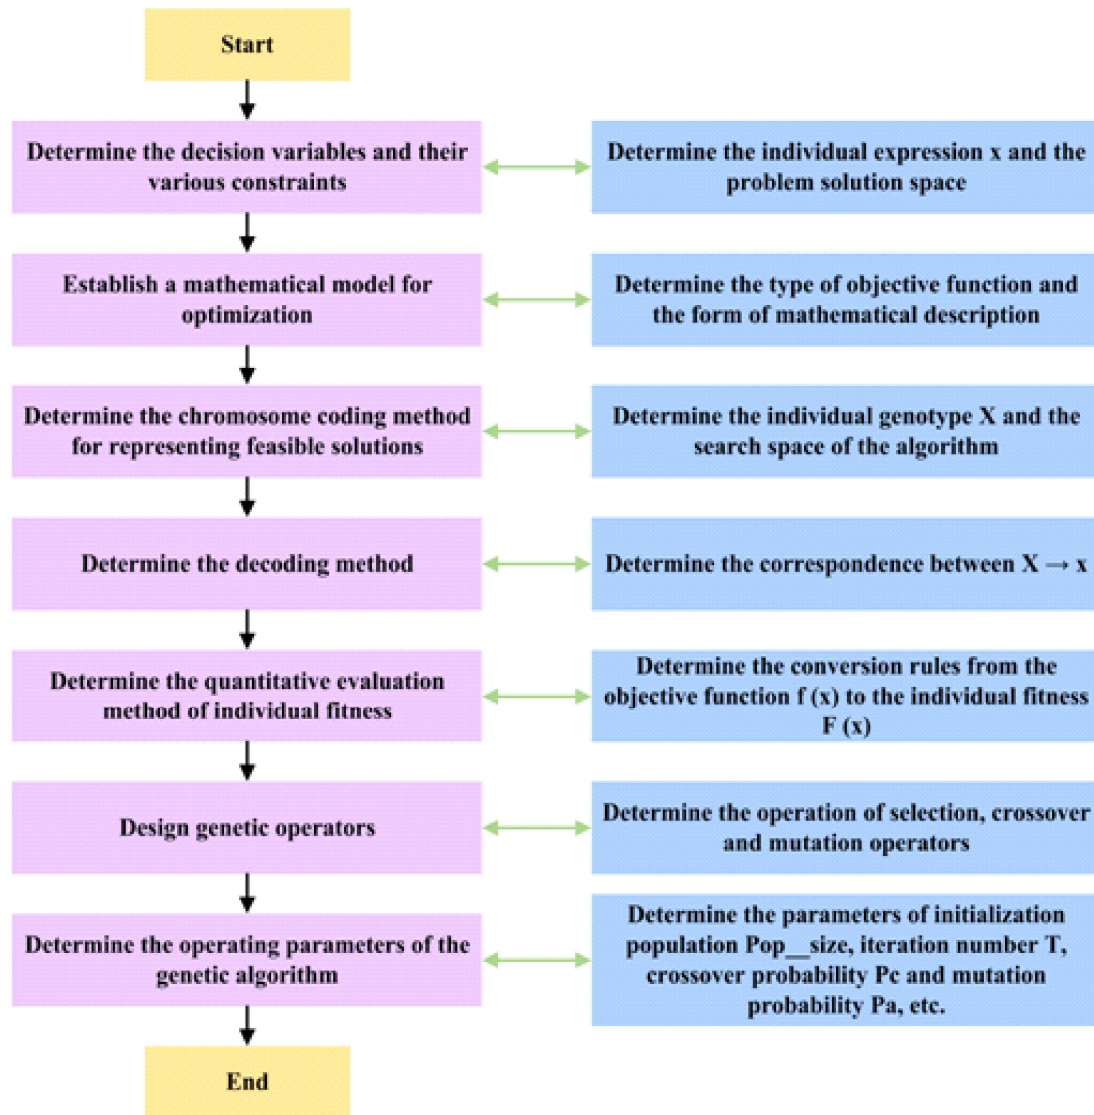 Start
Determine the decision variables and their
various constraints
Determine the individual expression x and the
problem solution space
Establish a mathematical model for
optimization
Determine the type of objective function and
the form of mathematical description
Determine the chromosome coding method
for representing feasible solutions
Determine the individual genotype X and the
search space of the algorithm
Determine the decoding method
Determine the correspondence between X → x
Determine the quantitative evaluation
method of individual fitness
Determine the conversion rules from the
objective function f (x) to the individual fitness
F (x)
Design genetic operators
Determine the operation of selection, crossover
and mutation operators
Determine the operating parameters of the
genetic algorithm
Determine the parameters of initialization
population Pop__size, iteration number T,
crossover probability Pc and mutation
probability Pa, etc.
End